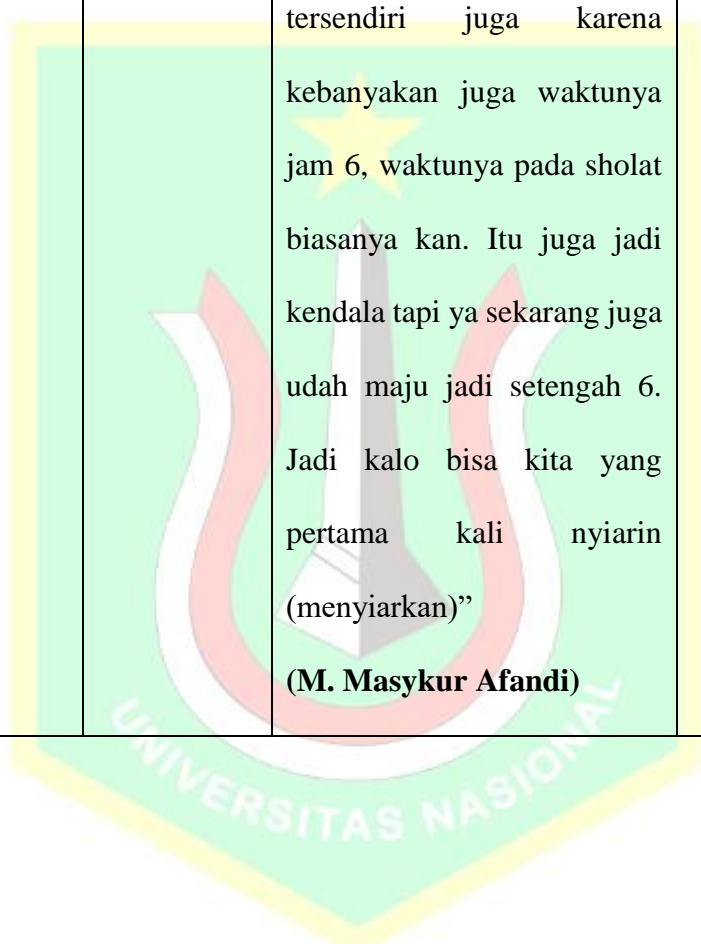 tersendiri juga karena
kebanyakan juga waktunya
jam 6, waktunya pada sholat
biasanya kan. Itu juga jadi
kendala tapi ya sekarang juga
udah maju jadi setengah 6.
Jadi kalo bisa kita yang
pertama kali nyiarin
(menyiarkan)”
(M. Masykur Afandi)
UNIVERSITAS NASIONAL